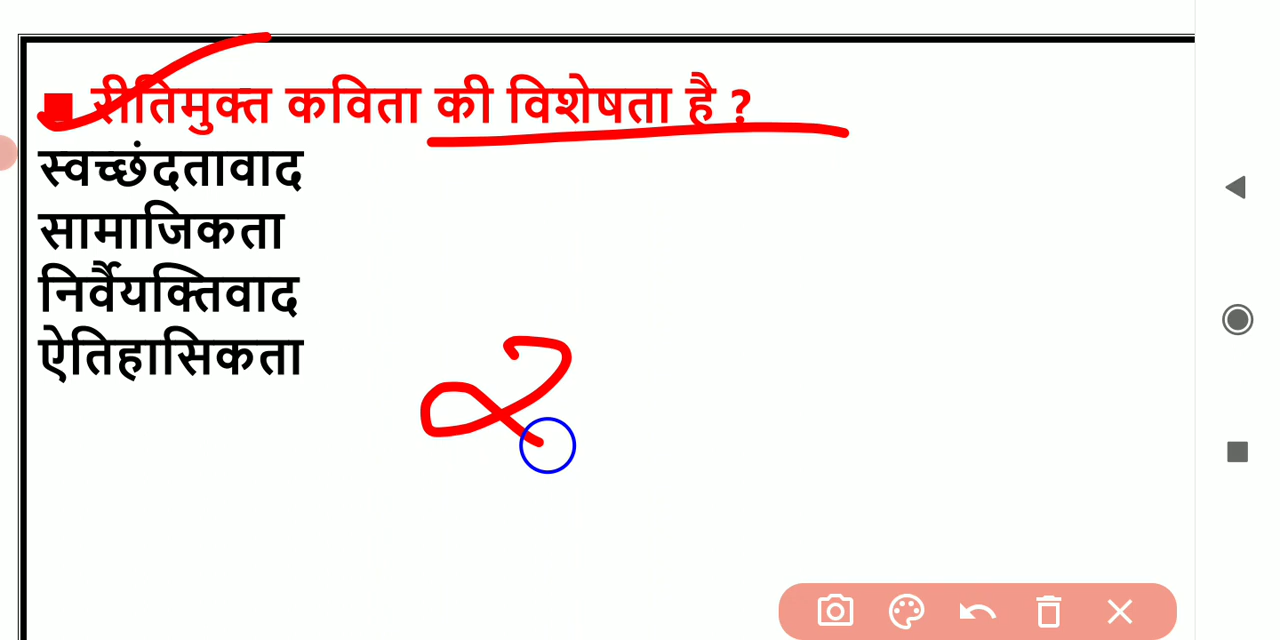 ■ रीतिमुक्त कविता की विशेषता है ?
स्वच्छंदतावाद
सामाजिकता
निर्वैयक्तिवाद
ऐतिहासिकता